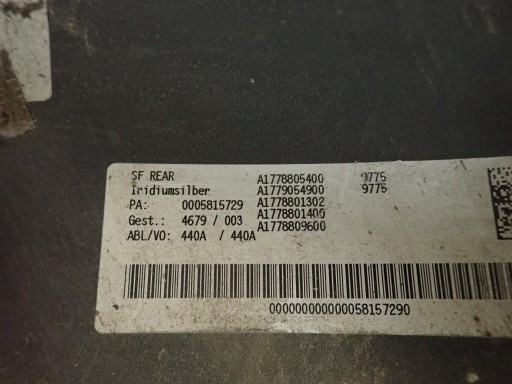 SF REAR A1778805400 9775
Iridiumsilber A1779054900 9775
PA: 0005815729 A1778801302
Gest.: 4679 / 003 A1778801400
ABL/VO: 440A / 440A A1778809600
0000000000000058157290